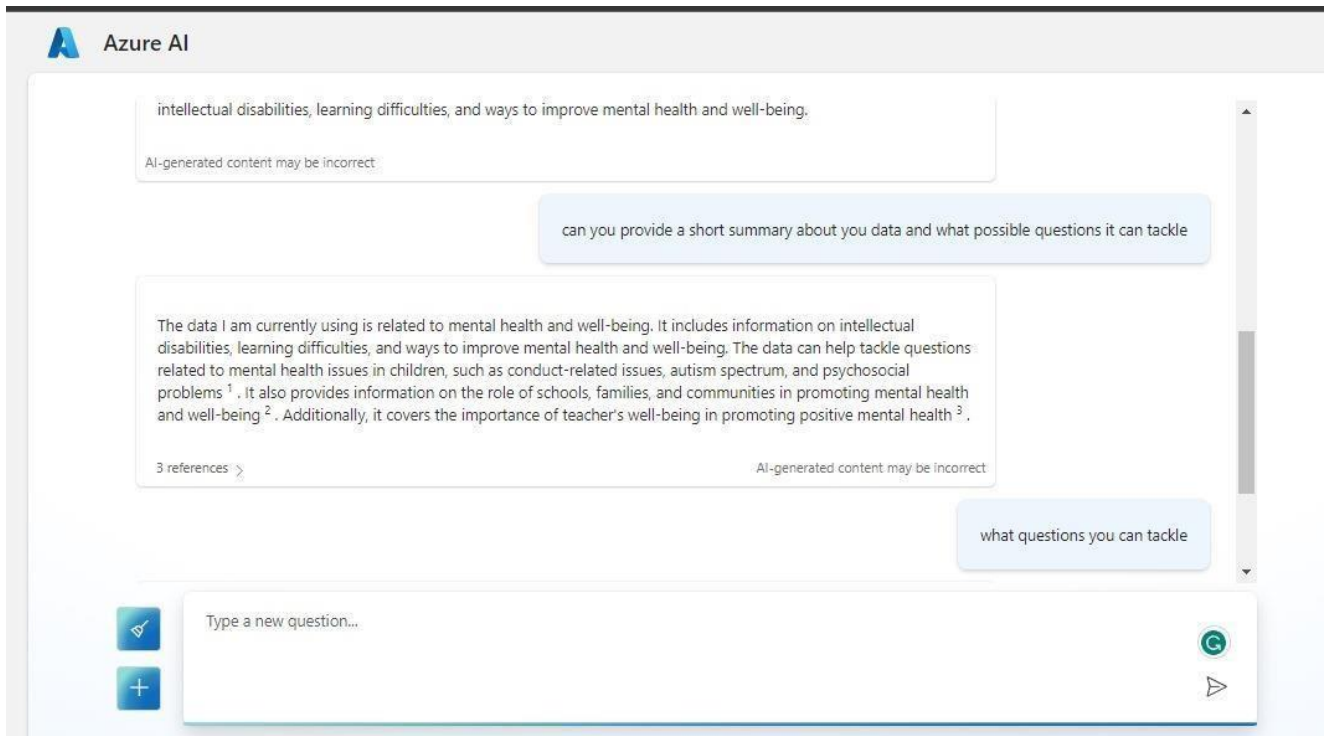 Azure AI
intellectual disabilities, learning difficulties, and ways to improve mental health and well-being.
AI-generated content may be incorrect
can you provide a short summary about you data and what possible questions it can tackle
The data I am currently using is related to mental health and well-being. It includes information on intellectual
disabilities, learning difficulties, and ways to improve mental health and well-being. The data can help tackle questions
related to mental health issues in children, such as conduct-related issues, autism spectrum, and psychosocial
problems 1 . It also provides information on the role of schools, families, and communities in promoting mental health
and well-being 2 . Additionally, it covers the importance of teacher's well-being in promoting positive mental health 3 .
3 references
AI-generated content may be incorrect
what questions you can tackle
Type a new question...